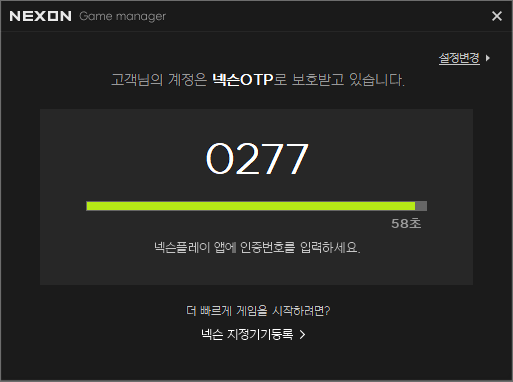 NEXON Game manager
설정변경
고객님의 계정은 넥슨OTP로 보호받고 있습니다.
0277
58초
넥슨플레이 앱에 인증번호를 입력하세요.
더 빠르게 게임을 시작하려면?
넥슨 지정기기등록 >